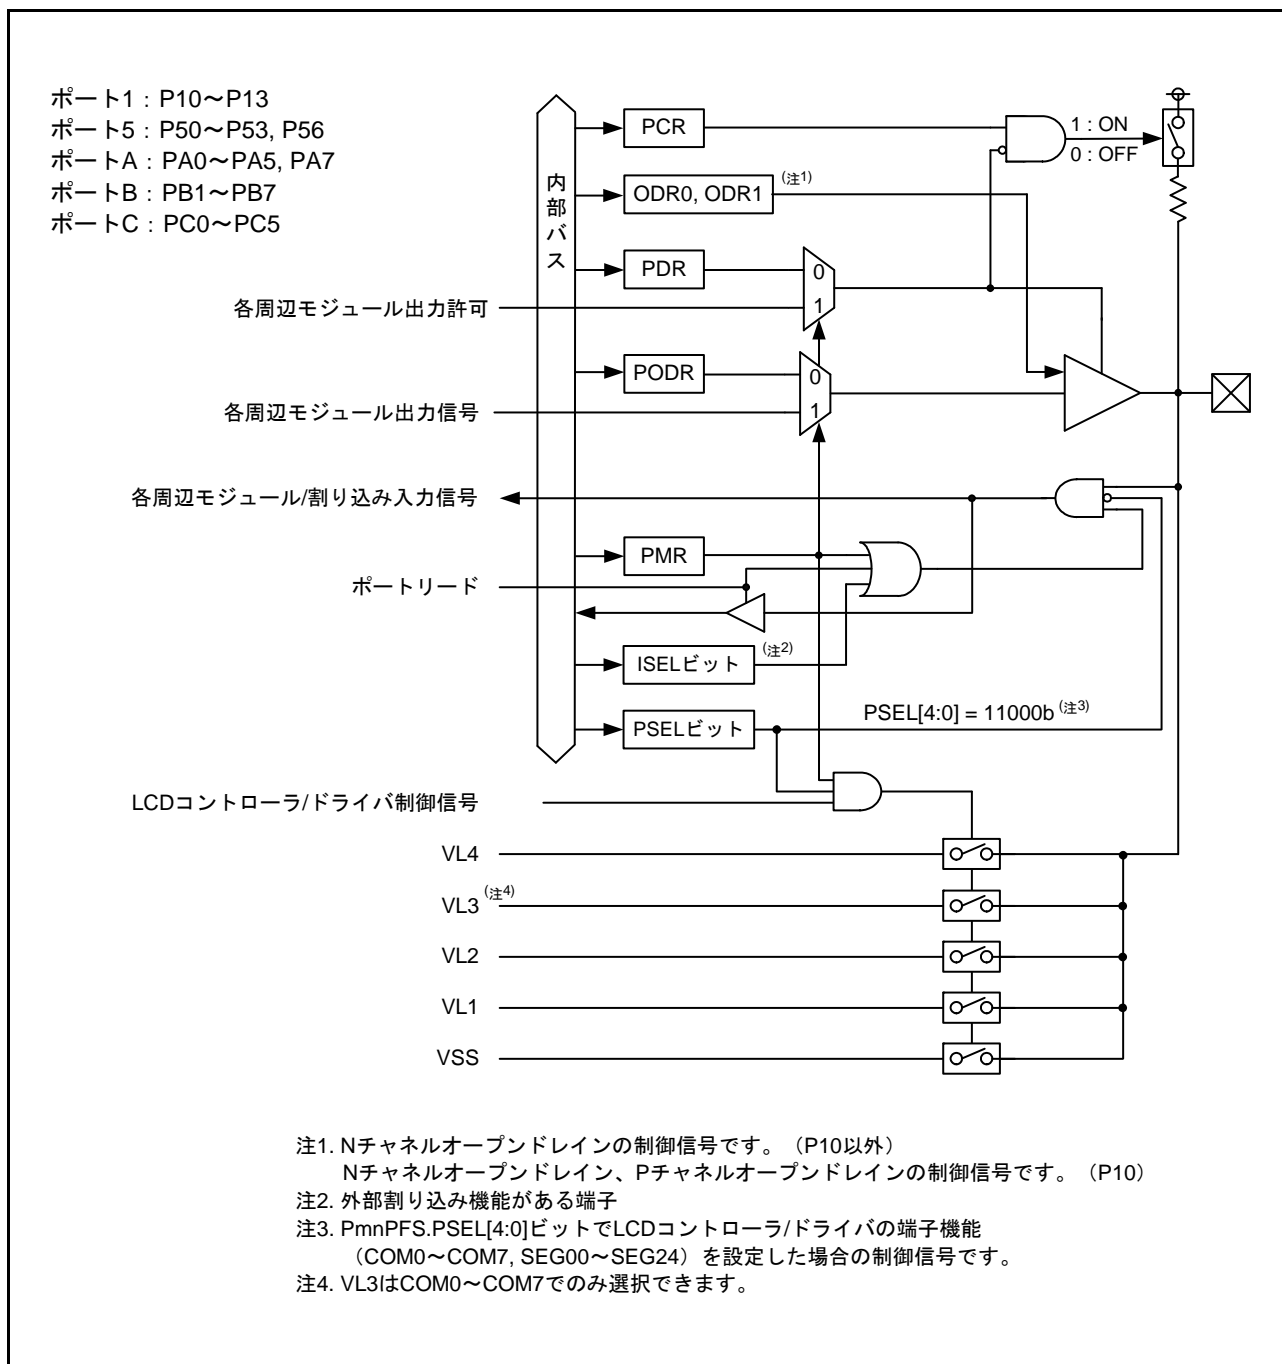 ポート1：P10～P13
ポート5：P50～P53, P56
ポートA：PA0～PA5, PA7
ポートB：PB1～PB7
ポートC：PC0～PC5
内部バス
PCR
1 : ON
0 : OFF
ODR0, ODR1 (注1)
PDR
0
1
各周辺モジュール出力許可
PODR
0
1
各周辺モジュール出力信号
各周辺モジュール/割り込み入力信号
PMR
ポートリード
ISELビット (注2)
PSELビット
PSEL[4:0] = 11000b (注3)
LCDコントローラ/ドライバ制御信号
VL4
VL3 (注4)
VL2
VL1
VSS
注1. Nチャネルオープンドレインの制御信号です。（P10以外）
Nチャネルオープンドレイン、Pチャネルオープンドレインの制御信号です。（P10）
注2. 外部割り込み機能がある端子
注3. PmnPFS.PSEL[4:0]ビットでLCDコントローラ/ドライバの端子機能
（COM0～COM7, SEG00～SEG24）を設定した場合の制御信号です。
注4. VL3はCOM0～COM7でのみ選択できます。